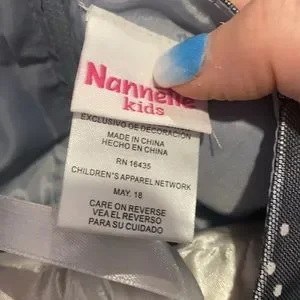 Nannette
kids
EXCLUSIVO DE DECORACION
MADE IN CHINA
HECHO EN CHINA
RN 16435
CHILDREN'S APPAREL NETWORK
MAY. 18
CARE ON REVERSE
VEA EL REVERSO
PARA SU CUIDADO